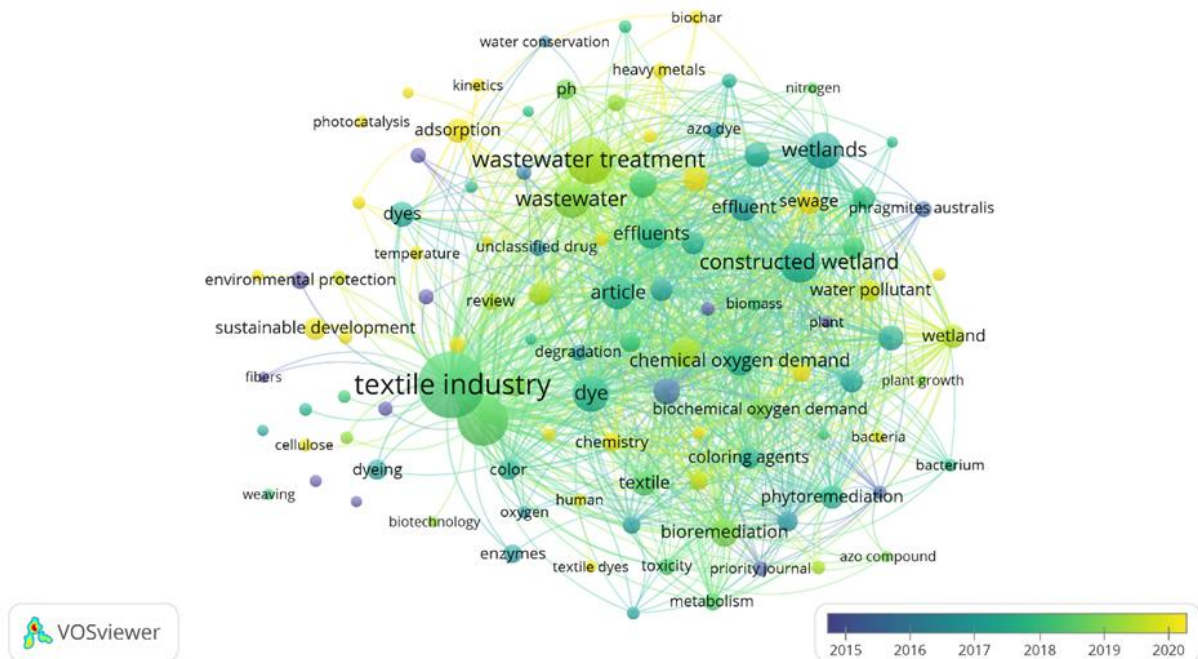 biochar
water conservation
heavy metals
kinetics
ph
nitrogen
photocatalysis
adsorption
azo dye
wastewater treatment
wetlands
wastewater
effluent
sewage
phragmites australis
dyes
effluents
temperature
unclassified drug
constructed wetland
environmental protection
review
article
biomass
water pollutant
sustainable development
plant
wetland
degradation
chemical oxygen demand
fibers
textile industry
dye
plant growth
biochemical oxygen demand
cellulose
chemistry
bacteria
dyeing
color
coloring agents
bacterium
weaving
textile
human
phytoremediation
biotechnology
oxygen
bioremediation
enzymes
textile dyes
toxicity
priority journal
azo compound
metabolism
VOSviewer
2015 2016 2017 2018 2019 2020